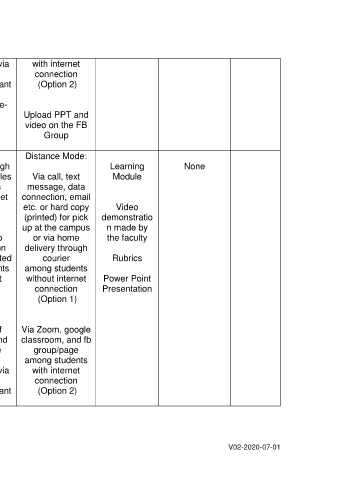 via
ant
e-
with internet
connection
(Option 2)
Upload PPT and
video on the FB
Group
gh
les
s
et
o
on
ted
nts
t
f
nd
e
via
ant
Distance Mode:
Via call, text
message, data
connection, email
etc. or hard copy
(printed) for pick
up at the campus
or via home
delivery through
courier
among students
without internet
connection
(Option 1)
Via Zoom, google
classroom, and fb
group/page
among students
with internet
connection
(Option 2)
Learning
Module
Video
demonstratio
n made by
the faculty
Rubrics
Power Point
Presentation
None
V02-2020-07-01